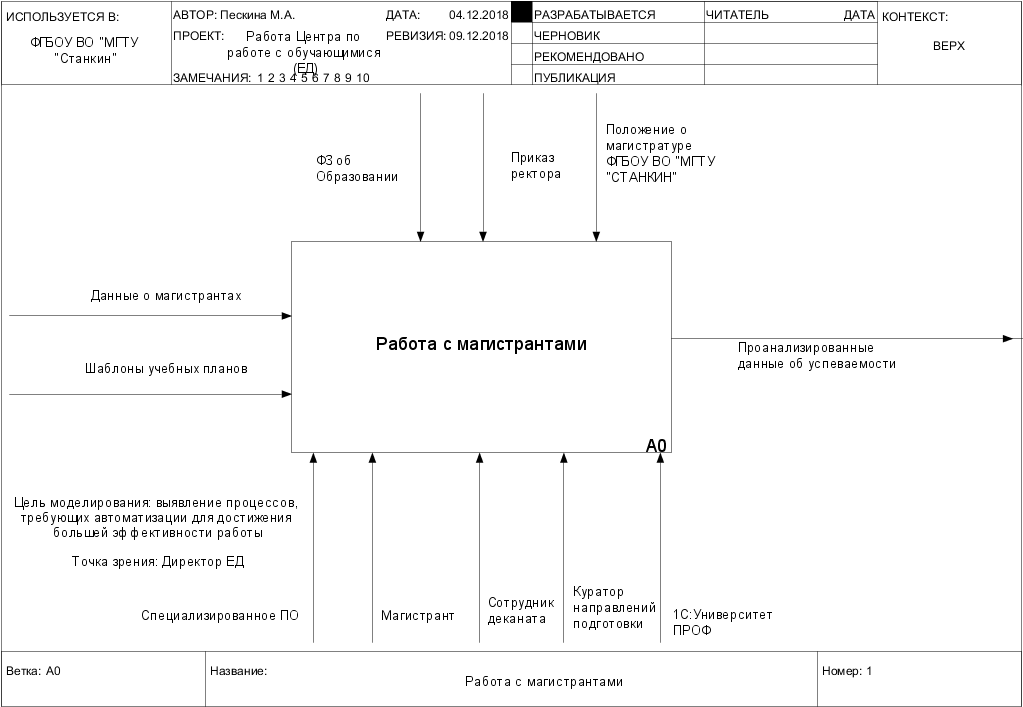 ИСПОЛЬЗУЕТСЯ В:
ФГБОУ ВО "МГТУ
"Станкин"
АВТОР: Пескина М.А.
ДАТА: 04.12.2018
ПРОЕКТ: Работа Центра по
работе с обучающимися
(ЕД)
РЕВИЗИЯ: 09.12.2018
ЗАМЕЧАНИЯ: 1 2 3 4 5 6 7 8 9 10
РАЗРАБАТЫВАЕТСЯ
ЧЕРНОВИК
РЕКОМЕНДОВАНО
ПУБЛИКАЦИЯ
ЧИТАТЕЛЬ ДАТА
КОНТЕКСТ:
ВЕРХ
ФЗ об
Образовании
Приказ
ректора
Положение о
магистратуре
ФГБОУ ВО "МГТУ
"СТАНКИН"
Данные о магистрантах
Шаблоны учебных планов
Работа с магистрантами
A0
Проанализированные
данные об успеваемости
Цель моделирования: выявление процессов,
требующих автоматизации для достижения
большей эффективности работы
Точка зрения: Директор ЕД
Специализированное ПО
Магистрант
Сотрудник
деканата
Куратор
направлений
подготовки
1С:Университет
ПРОФ
Ветка: A0
Название:
Работа с магистрантами
Номер: 1